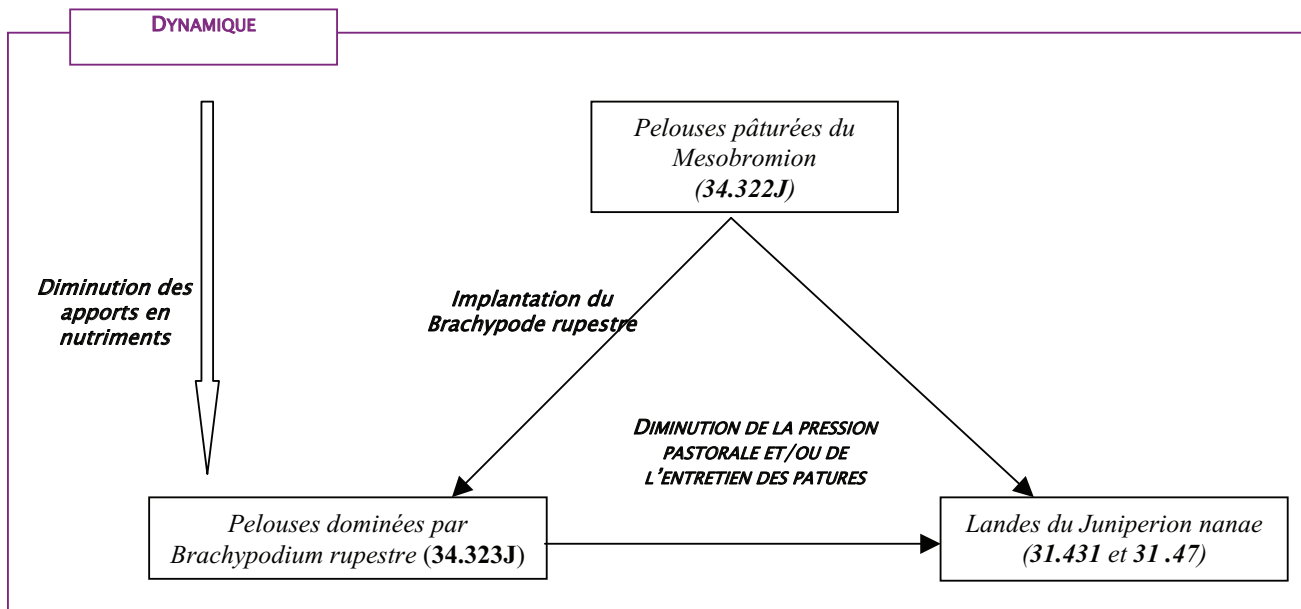 DYNAMIQUE
Pelouses pâturées du
Mesobromion
(34.322J)
Diminution des
apports en
nutriments
Implantation du
Brachypode rupestre
DIMINUTION DE LA PRESSION
PASTORALE ET/OU DE
L'ENTRETIEN DES PATURES
Pelouses dominées par
Brachypodium rupestre (34.323J)
Landes du Juniperion nanae
(31.431 et 31 .47)